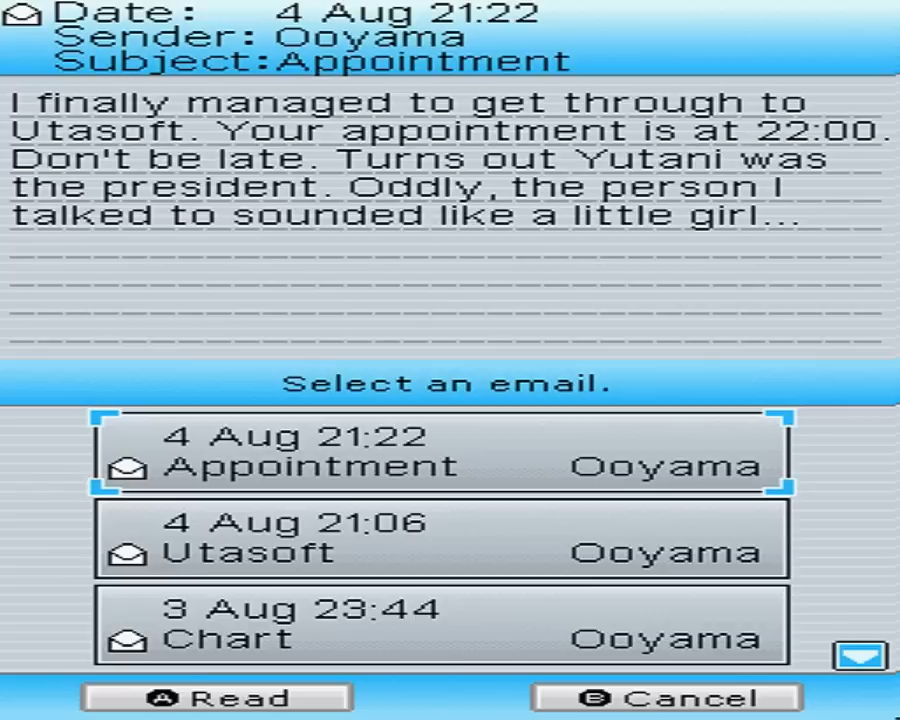 Date: 4 Aug 21:22
Sender: Ooyama
Subject: Appointment
I finally managed to get through to
Utasoft. Your appointment is at 22:00.
Don't be late. Turns out Yutani was
the president. Oddly, the person I
talked to sounded like a little girl...
Select an email.
4 Aug 21:22
Appointment Ooyama
4 Aug 21:06
Utasoft Ooyama
3 Aug 23:44
Chart Ooyama
A Read B Cancel